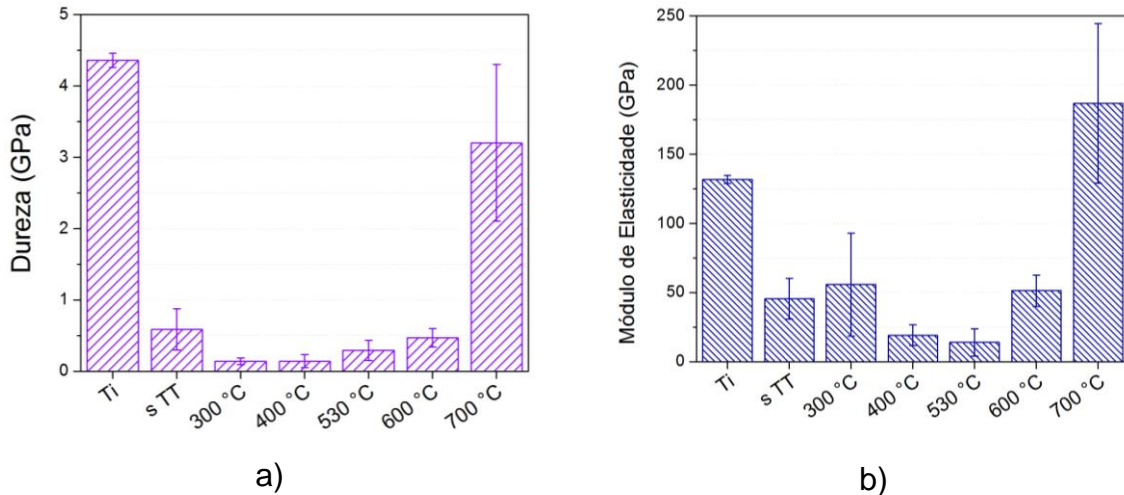 Dureza (GPa)
5
4
3
2
1
0
Ti
s TT
300 °C
400 °C
530 °C
600 °C
700 °C
a)
Módulo de Elasticidade (GPa)
250
200
150
100
50
0
Ti
s TT
300 °C
400 °C
530 °C
600 °C
700 °C
b)